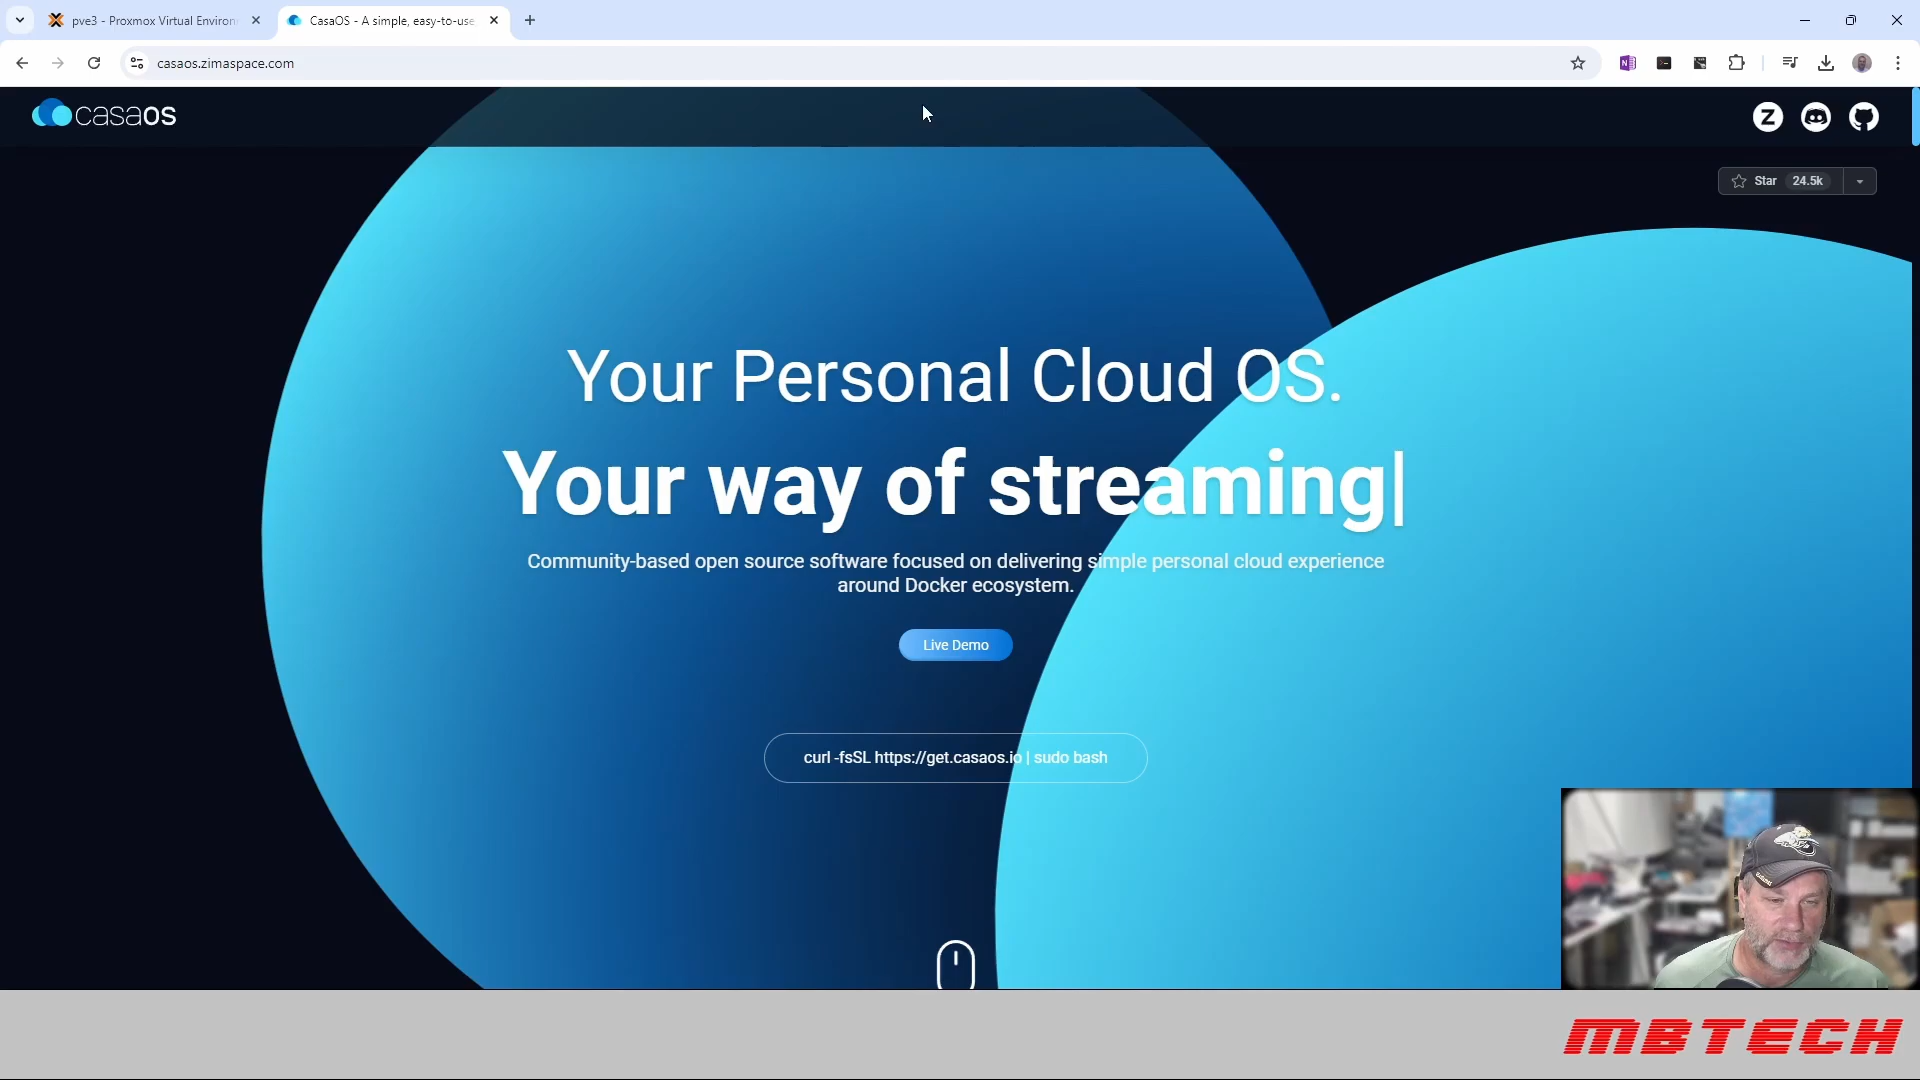 pve3 - Proxmox Virtual Environ
CasaOS - A simple, easy-to-use
casaos.zimaspace.com
casaOS
Star 24.5k
Your Personal Cloud OS.
Your way of streaming|
Community-based open source software focused on delivering simple personal cloud experience
around Docker ecosystem.
Live Demo
curl -fsSL https://get.casaos.io | sudo bash
MBTECH